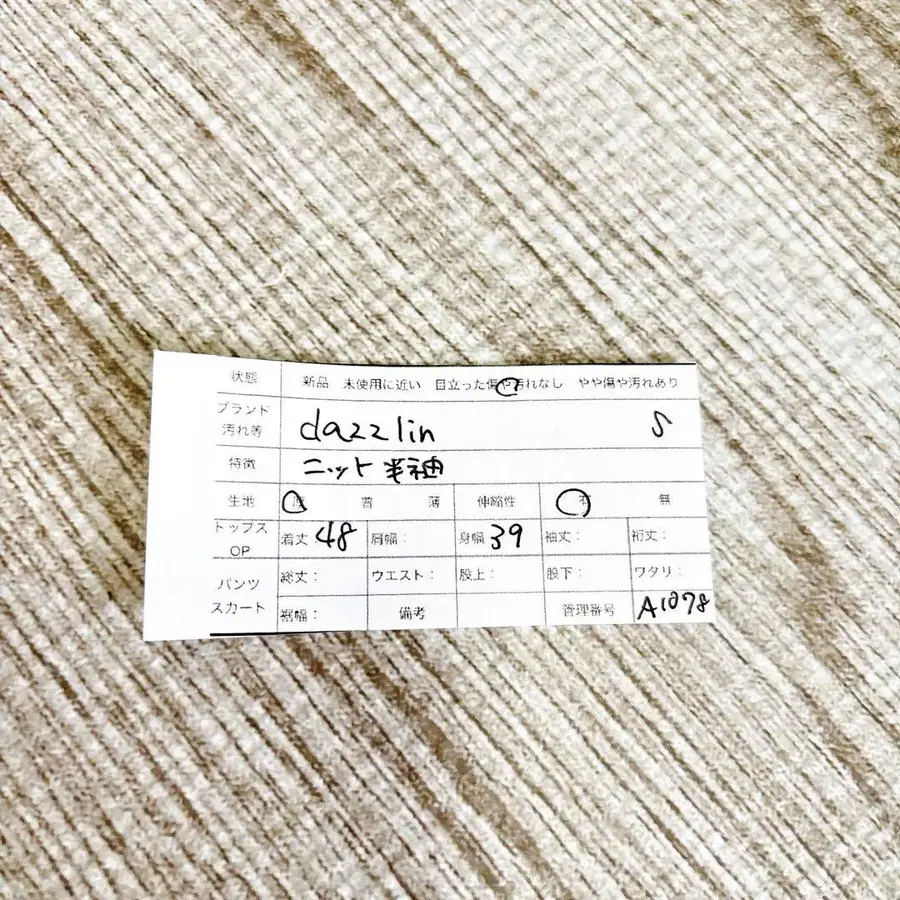 状態 新品 未使用に近い 目立った傷や汚れなし やや傷や汚れあり
ブランド
汚れ等 dazzlin S
特徴 ニット半袖
生地 厚 普 薄 伸縮性 有 無
トップス
OP 着丈 48 肩幅: 身幅 39 袖丈: 裄丈:
パンツ
スカート 総丈: ウエスト: 股上: 股下: ワタリ:
裾幅: 備考 管理番号 A1078